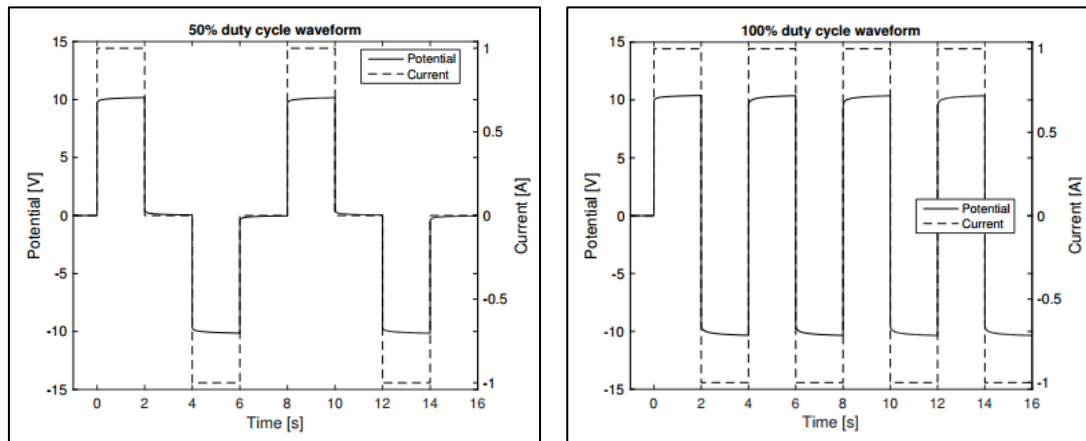 50% duty cycle waveform
15
10
5
0
-5
-10
-15
Potential [V]
1
0.5
0
-0.5
-1
Current [A]
Potential
Current
0 2 4 6 8 10 12 14 16
Time [s]
100% duty cycle waveform
15
10
5
0
-5
-10
-15
Potential [V]
1
0.5
0
-0.5
-1
Current [A]
Potential
Current
0 2 4 6 8 10 12 14 16
Time [s]